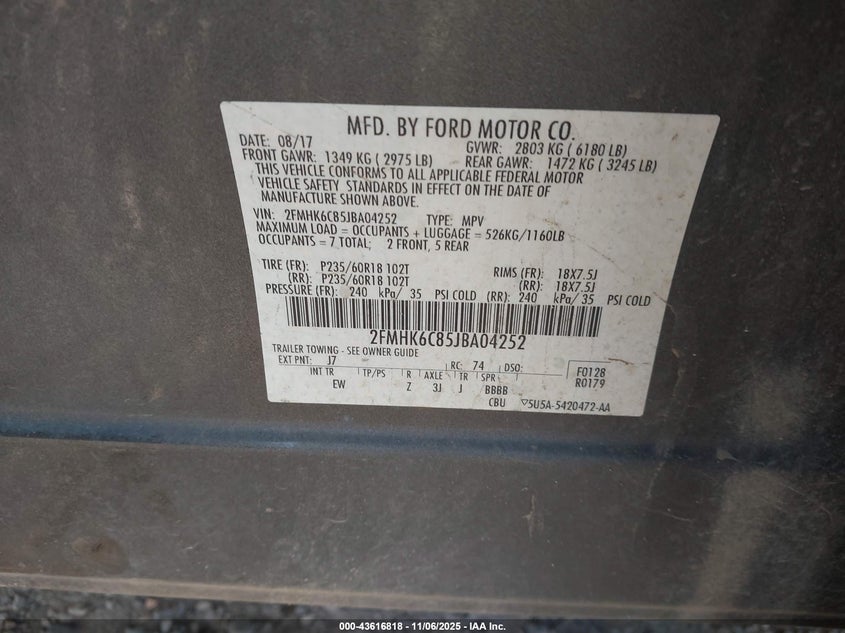 MFD. BY FORD MOTOR CO.
DATE: 08/17 GVWR: 2803 KG ( 6180 LB)
FRONT GAWR: 1349 KG ( 2975 LB) REAR GAWR: 1472 KG ( 3245 LB)
THIS VEHICLE CONFORMS TO ALL APPLICABLE FEDERAL MOTOR
VEHICLE SAFETY STANDARDS IN EFFECT ON THE DATE OF
MANUFACTURE SHOWN ABOVE.
VIN: 2FMHK6C85JBA04252 TYPE: MPV
MAXIMUM LOAD = OCCUPANTS + LUGGAGE = 526KG/1160LB
OCCUPANTS = 7 TOTAL; 2 FRONT, 5 REAR
TIRE (FR): P235/60R18 102T RIMS (FR): 18X7.5J
(RR): P235/60R18 102T (RR): 18X7.5J
PRESSURE (FR): 240 kPa/ 35 PSI COLD (RR): 240 kPa/ 35 PSI COLD
2FMHK6C85JBA04252
TRAILER TOWING - SEE OWNER GUIDE
EXT PNT: J7 RC: 74 DSO: F0128
INT TR TP/PS R AXLE TR SPR R0179
EW Z 3J J BBBB
CBU ▽5U5A-5420472-AA
000-43616818 - 11/06/2025 - IAA Inc.